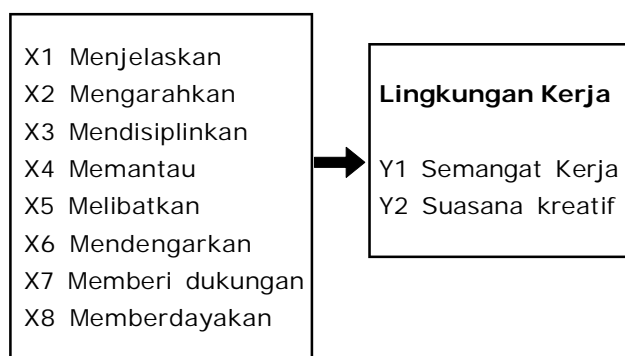 X1 Menjelaskan
X2 Mengarahkan
X3 Mendisiplinkan
X4 Memantau
X5 Melibatkan
X6 Mendengarkan
X7 Memberi dukungan
X8 Memberdayakan
Lingkungan Kerja
Y1 Semangat Kerja
Y2 Suasana kreatif